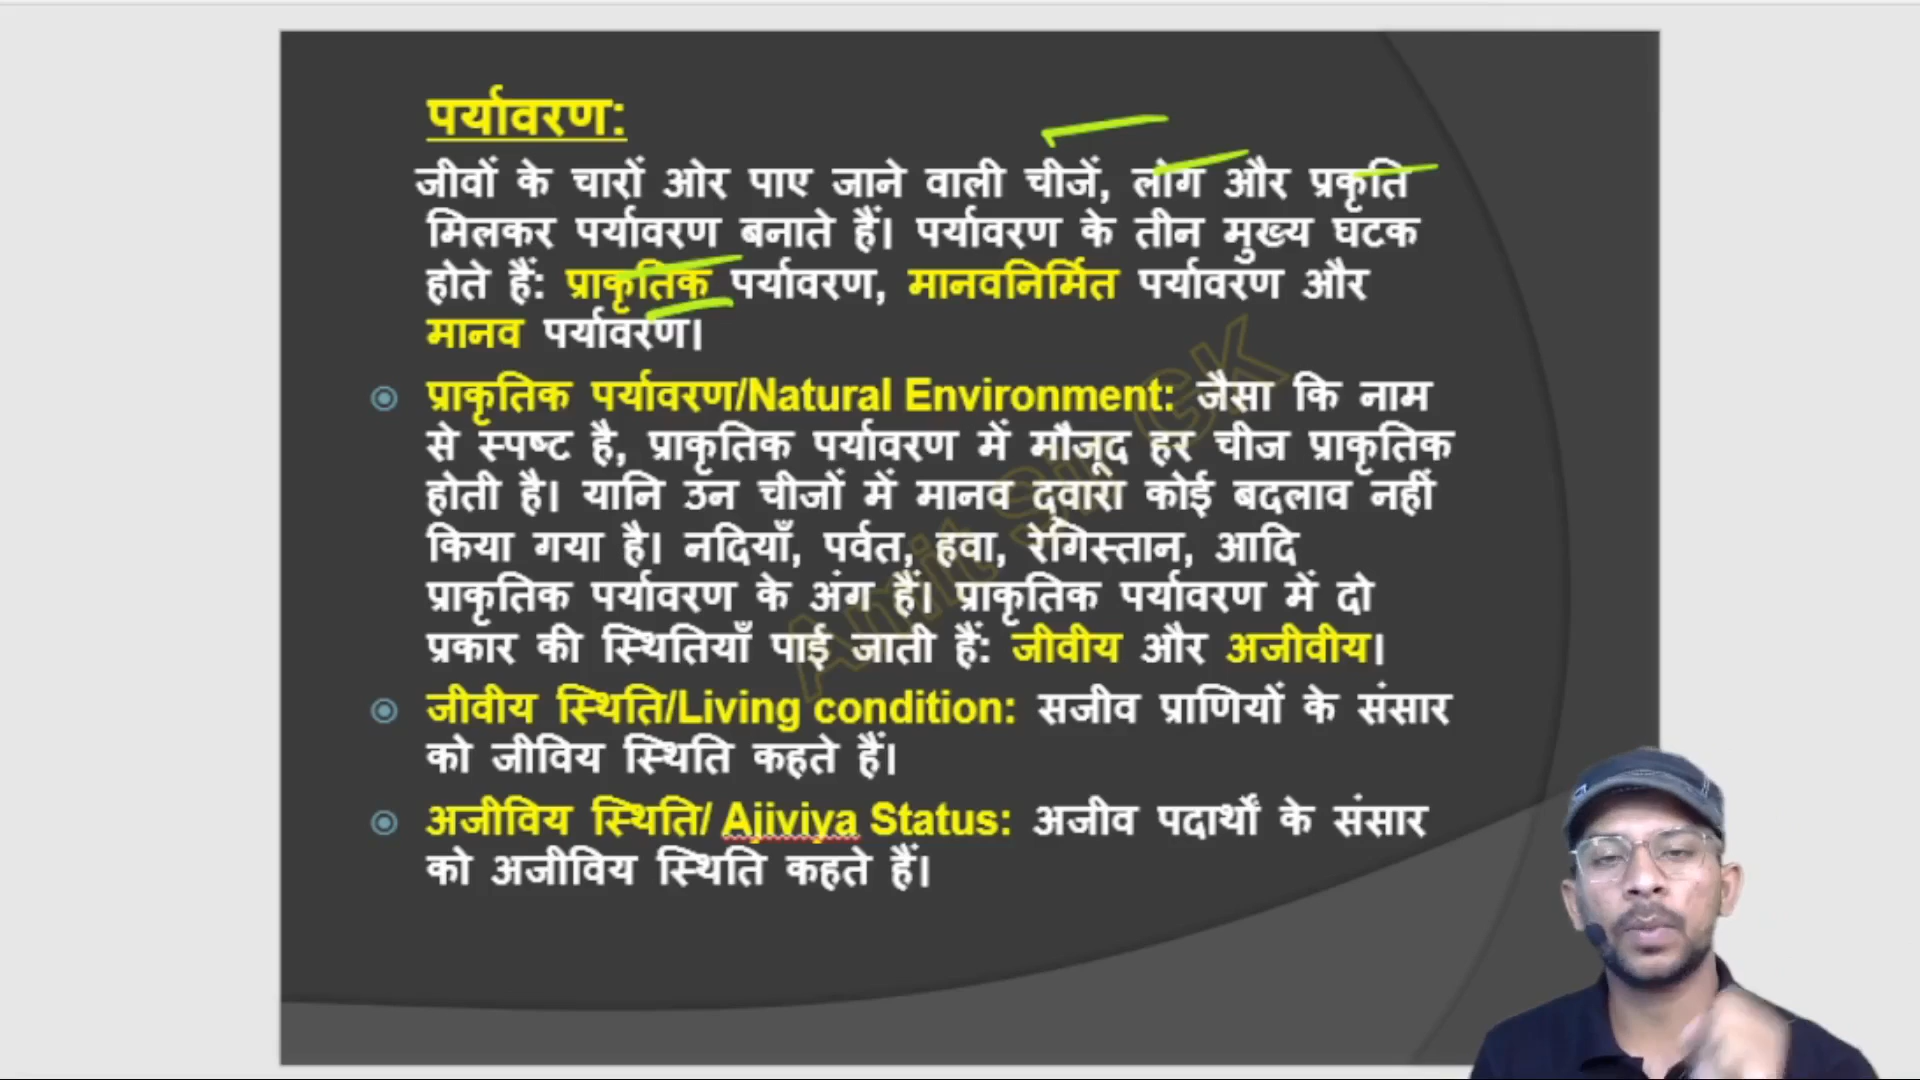 पर्यावरण:
जीवों के चारों ओर पाए जाने वाली चीजें, लोग और प्रकृति
मिलकर पर्यावरण बनाते हैं। पर्यावरण के तीन मुख्य घटक
होते हैं: प्राकृतिक पर्यावरण, मानवनिर्मित पर्यावरण और
मानव पर्यावरण।
प्राकृतिक पर्यावरण/Natural Environment: जैसा कि नाम
से स्पष्ट है, प्राकृतिक पर्यावरण में मौजूद हर चीज प्राकृतिक
होती है। यानि उन चीजों में मानव द्वारा कोई बदलाव नहीं
किया गया है। नदियाँ, पर्वत, हवा, रेगिस्तान, आदि
प्राकृतिक पर्यावरण के अंग हैं। प्राकृतिक पर्यावरण में दो
प्रकार की स्थितियाँ पाई जाती हैं: जीवीय और अजीवीय।
जीवीय स्थिति/Living condition: सजीव प्राणियों के संसार
को जीविय स्थिति कहते हैं।
अजीविय स्थिति/ Ajiviya Status: अजीव पदार्थों के संसार
को अजीविय स्थिति कहते हैं।
Amit Sir GK